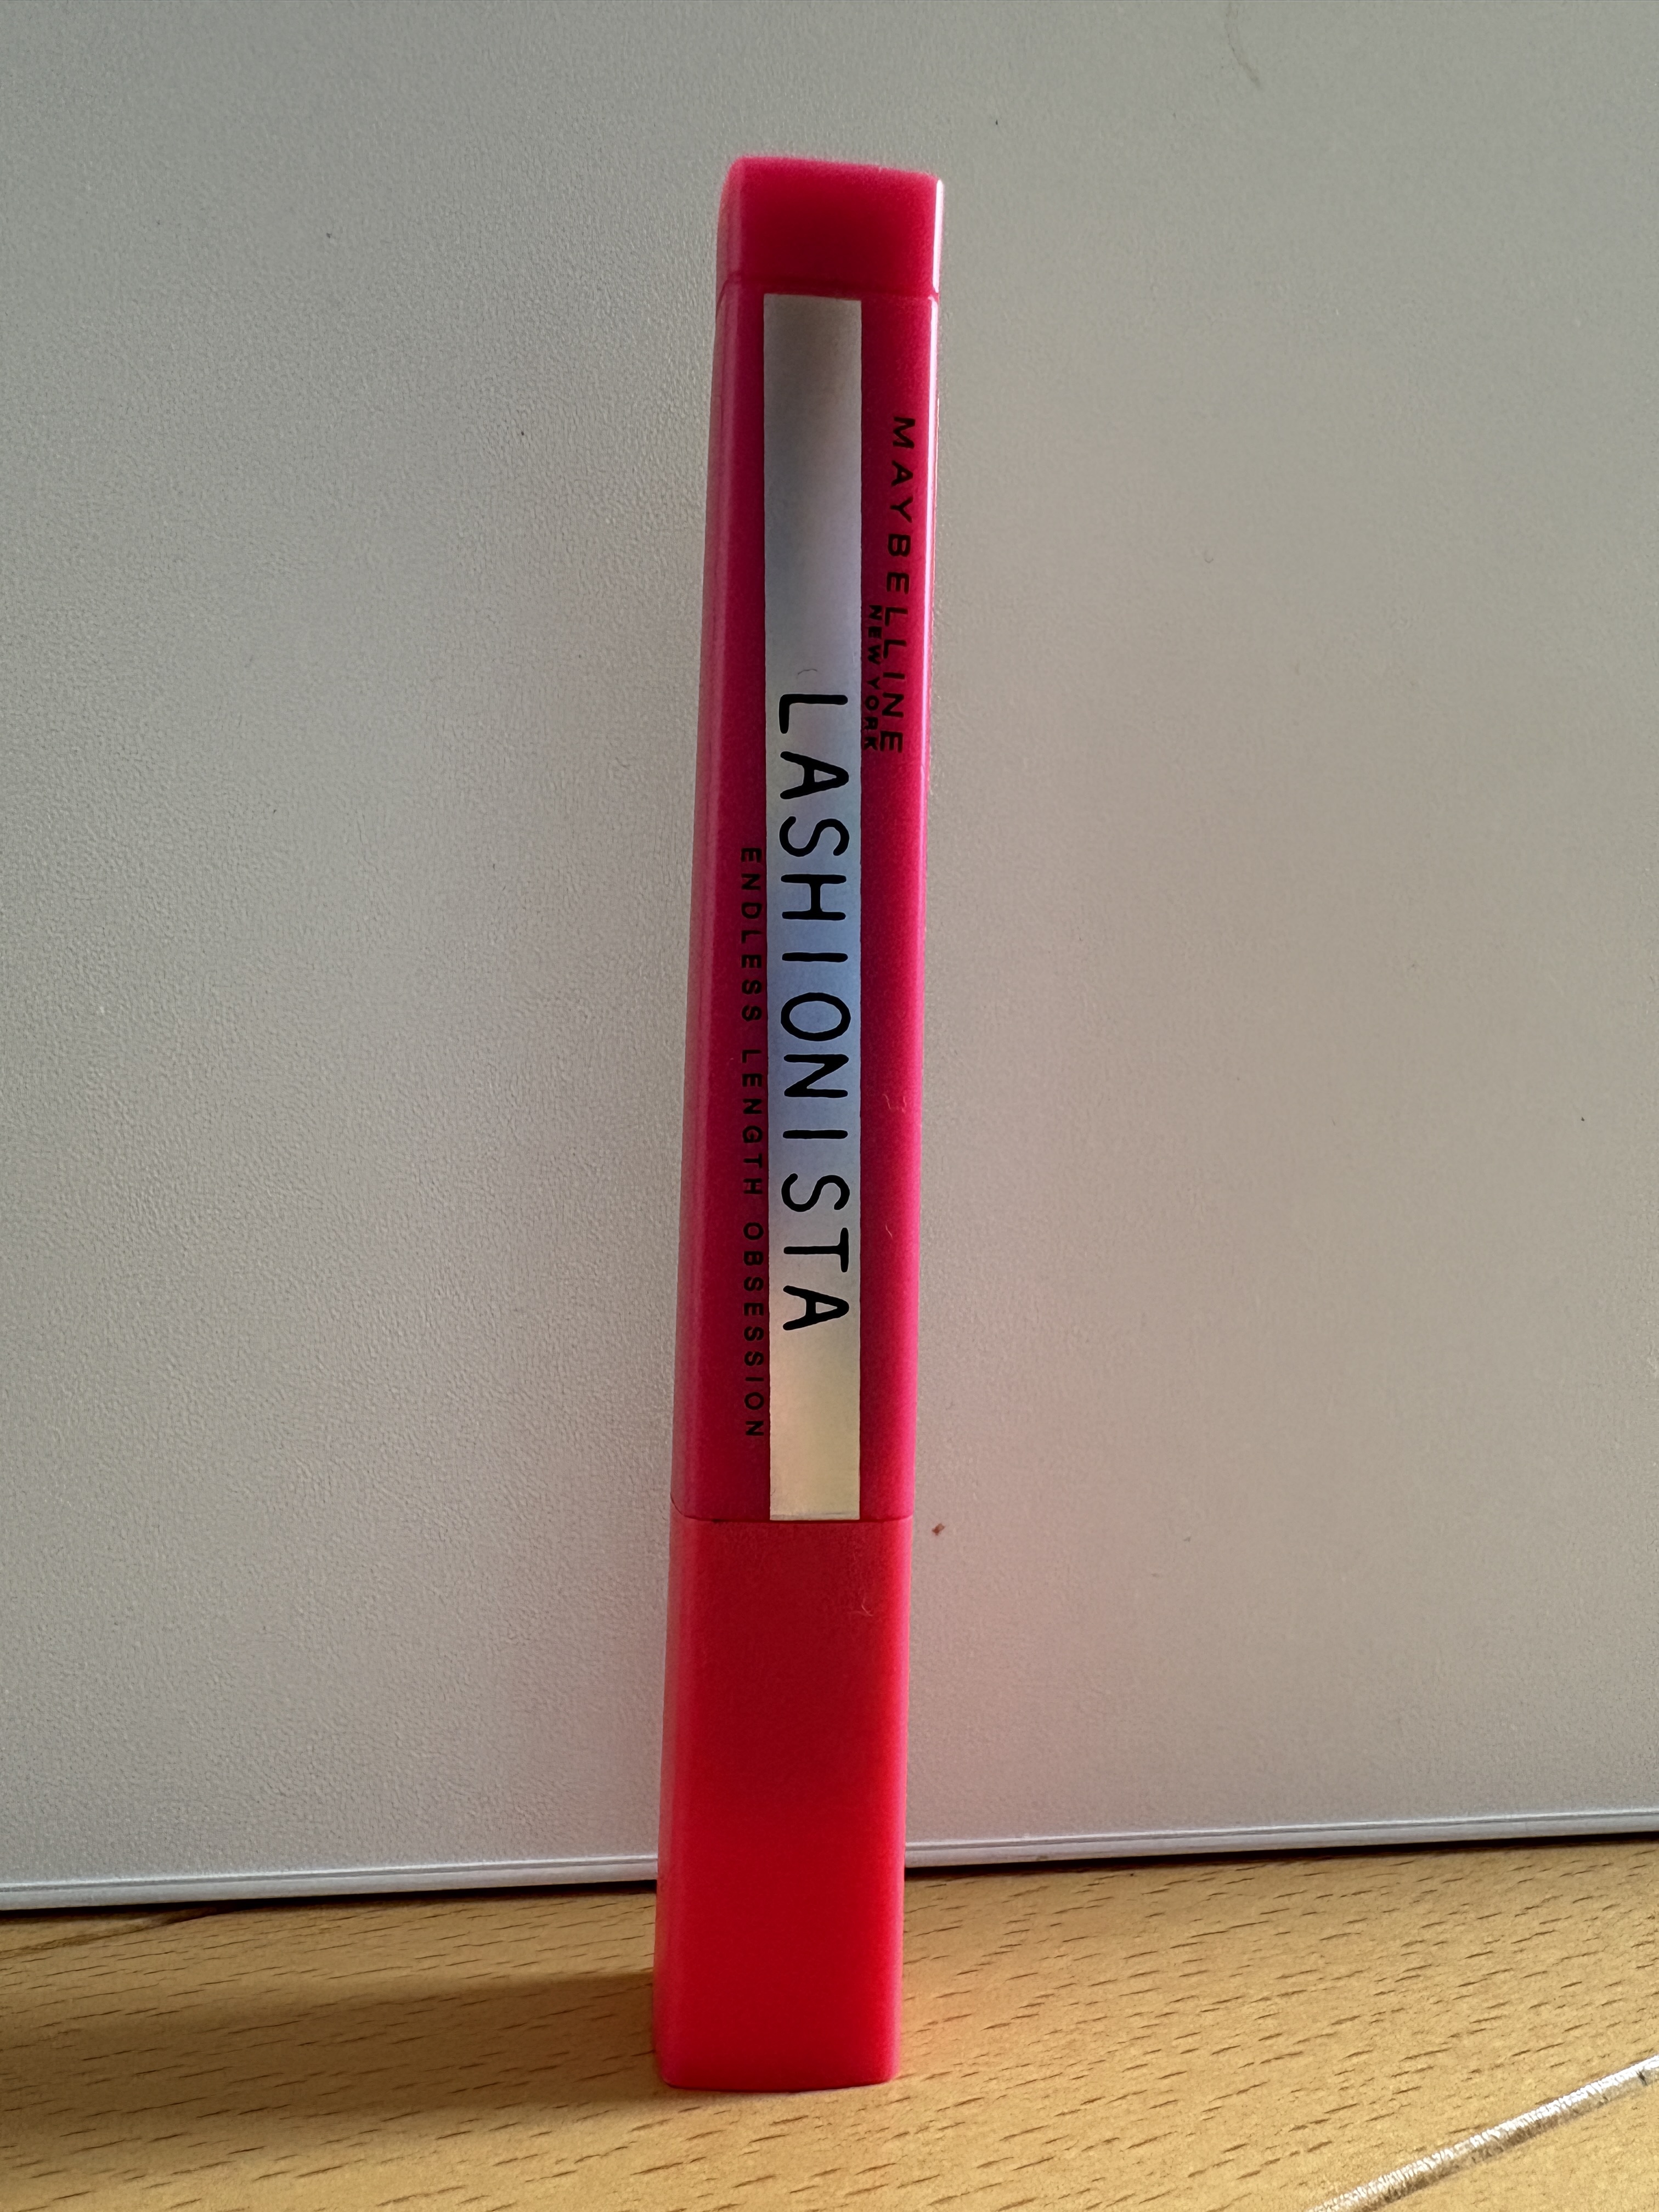 MAYBELLINE
NEW YORK
LASHIONISTA
ENDLESS LENGTH OBSESSION